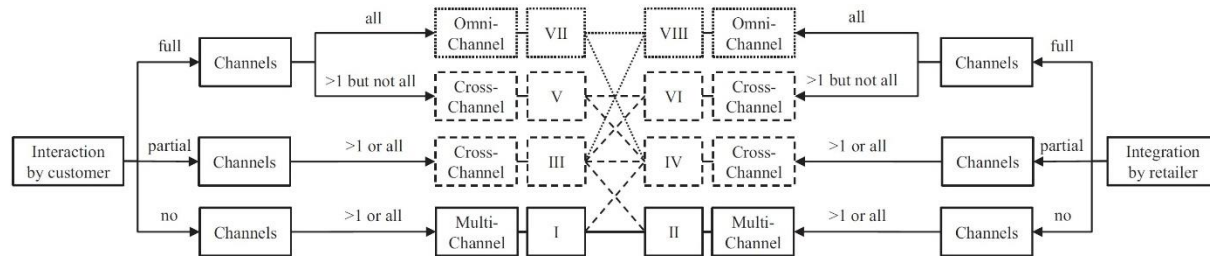 all
Omni-
Channel
VII
VIII
Omni-
Channel
all
full
Channels
Channels
full
>1 but not all
Cross-
Channel
V
VI
Cross-
Channel
>1 but not all
Interaction
by customer
partial
Channels
>1 or all
Cross-
Channel
III
IV
Cross-
Channel
>1 or all
Channels
partial
Integration
by retailer
no
Channels
>1 or all
Multi-
Channel
I
II
Multi-
Channel
>1 or all
Channels
no